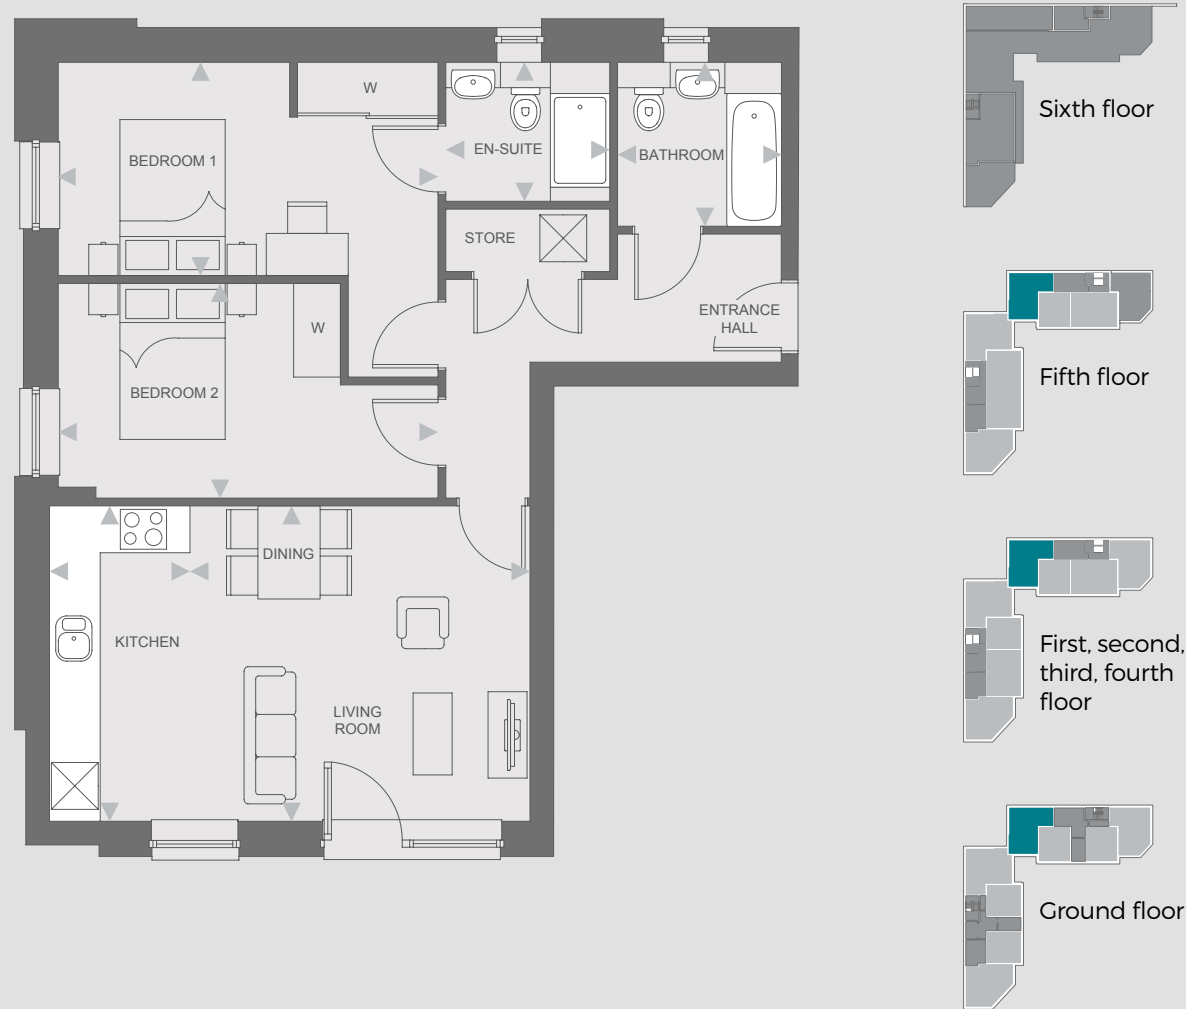 W
BEDROOM 1
EN-SUITE
BATHROOM
STORE
ENTRANCE
HALL
W
BEDROOM 2
DINING
KITCHEN
LIVING
ROOM
Sixth floor
Fifth floor
First, second,
third, fourth
floor
Ground floor